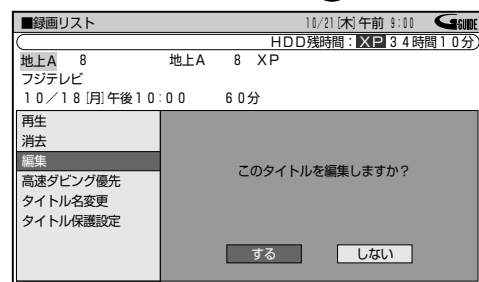 ■録画リスト 10/21[木]午前 9:00 G-GUIDE
HDD残時間：XP 34時間10分
地上A 8 地上A 8 XP
フジテレビ
10／18[月]午後10:00 60分
再生
消去
編集
高速ダビング優先
タイトル名変更
タイトル保護設定
このタイトルを編集しますか？
する しない